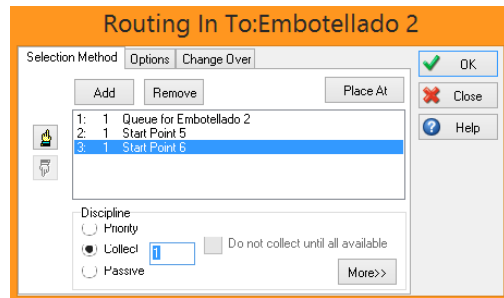 Routing In To:Embotellado 2
Selection Method Options Change Over
Add Remove Place At
1: 1 Queue for Embotellado 2
2: 1 Start Point 5
3: 1 Start Point 6
Discipline
Priority
Collect 1 Do not collect until all available
Passive
More>>
OK
Close
Help